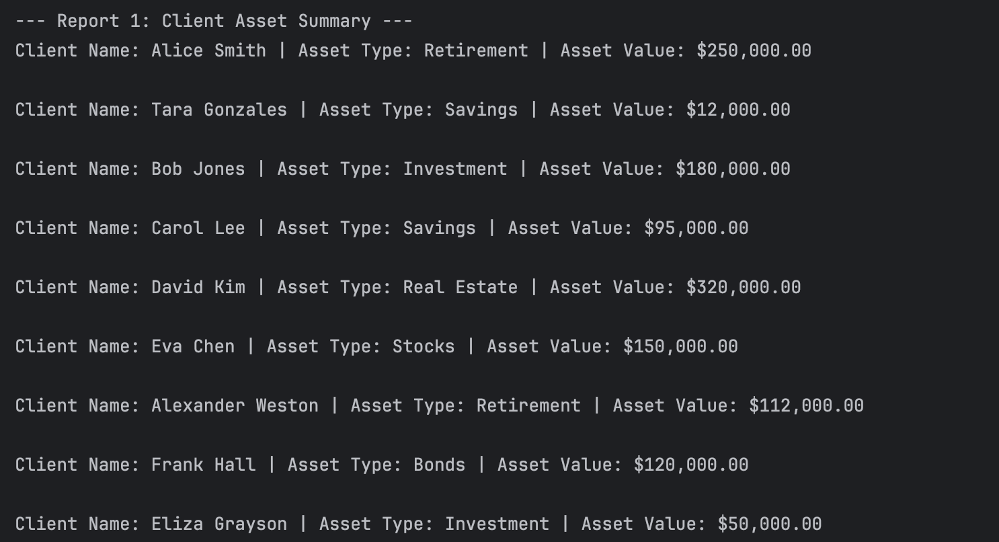 --- Report 1: Client Asset Summary ---
Client Name: Alice Smith | Asset Type: Retirement | Asset Value: $250,000.00
Client Name: Tara Gonzales | Asset Type: Savings | Asset Value: $12,000.00
Client Name: Bob Jones | Asset Type: Investment | Asset Value: $180,000.00
Client Name: Carol Lee | Asset Type: Savings | Asset Value: $95,000.00
Client Name: David Kim | Asset Type: Real Estate | Asset Value: $320,000.00
Client Name: Eva Chen | Asset Type: Stocks | Asset Value: $150,000.00
Client Name: Alexander Weston | Asset Type: Retirement | Asset Value: $112,000.00
Client Name: Frank Hall | Asset Type: Bonds | Asset Value: $120,000.00
Client Name: Eliza Grayson | Asset Type: Investment | Asset Value: $50,000.00